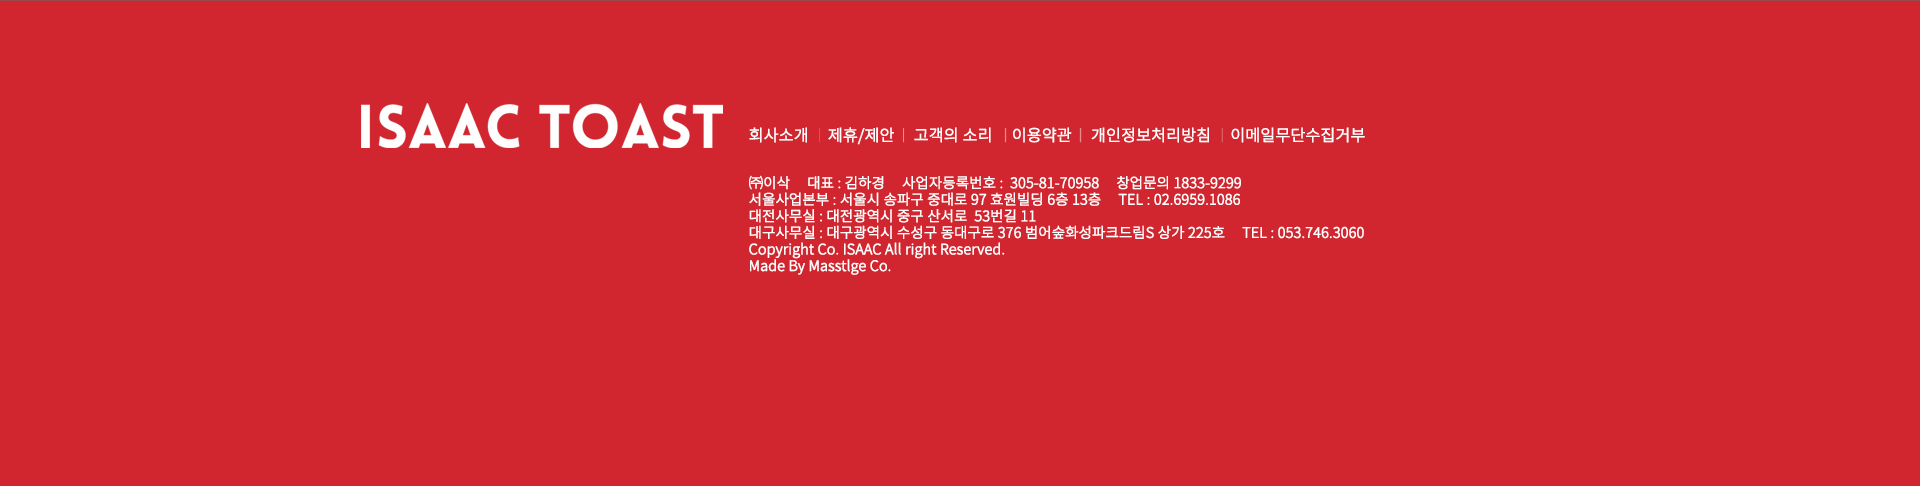 ISAAC TOAST
회사소개 | 제휴/제안 | 고객의 소리 | 이용약관 | 개인정보처리방침 | 이메일무단수집거부
㈜이삭 대표 : 김하경 사업자등록번호 : 305-81-70958 창업문의 1833-9299
서울사업본부 : 서울시 송파구 중대로 97 효원빌딩 6층 13층 TEL : 02.6959.1086
대전사무실 : 대전광역시 중구 산서로 53번길 11
대구사무실 : 대구광역시 수성구 동대구로 376 범어숲화성파크드림S 상가 225호 TEL : 053.746.3060
Copyright Co. ISAAC All right Reserved.
Made By Masstlge Co.